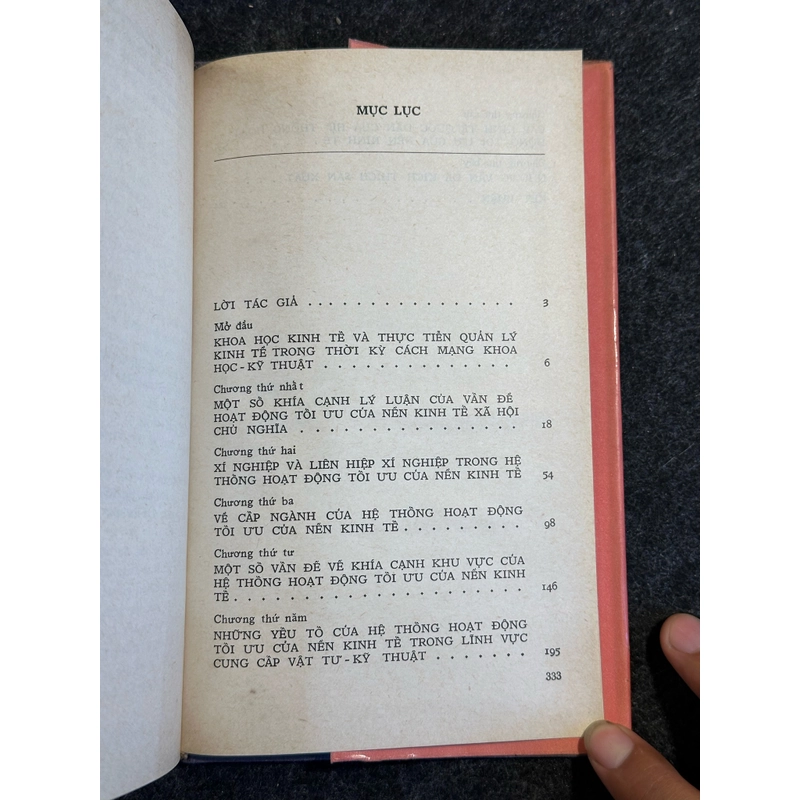 MỤC LỤC
LỜI TÁC GIẢ . . . . . . . . . . . . . . . . . 3
Mở đầu
KHOA HỌC KINH TẾ VÀ THỰC TIỄN QUẢN LÝ
KINH TẾ TRONG THỜI KỲ CÁCH MẠNG KHOA
HỌC-KỸ THUẬT . . . . . . . . . . . . . . 6
Chương thứ nhất
MỘT SỐ KHÍA CẠNH LÝ LUẬN CỦA VẤN ĐỀ
HOẠT ĐỘNG TỐI ƯU CỦA NỀN KINH TẾ XÃ HỘI
CHỦ NGHĨA . . . . . . . . . . . . . . . . 18
Chương thứ hai
XÍ NGHIỆP VÀ LIÊN HIỆP XÍ NGHIỆP TRONG HỆ
THỐNG HOẠT ĐỘNG TỐI ƯU CỦA NỀN KINH TẾ 54
Chương thứ ba
VỀ CẤP NGÀNH CỦA HỆ THỐNG HOẠT ĐỘNG
TỐI ƯU CỦA NỀN KINH TẾ . . . . . . . . . 98
Chương thứ tư
MỘT SỐ VẤN ĐỀ VỀ KHÍA CẠNH KHU VỰC CỦA
HỆ THỐNG HOẠT ĐỘNG TỐI ƯU CỦA NỀN KINH
TẾ . . . . . . . . . . . . . . . . . . . . . . 146
Chương thứ năm
NHỮNG YẾU TỐ CỦA HỆ THỐNG HOẠT ĐỘNG
TỐI ƯU CỦA NỀN KINH TẾ TRONG LĨNH VỰC
CUNG CẤP VẬT TƯ-KỸ THUẬT . . . . . . . 195
333